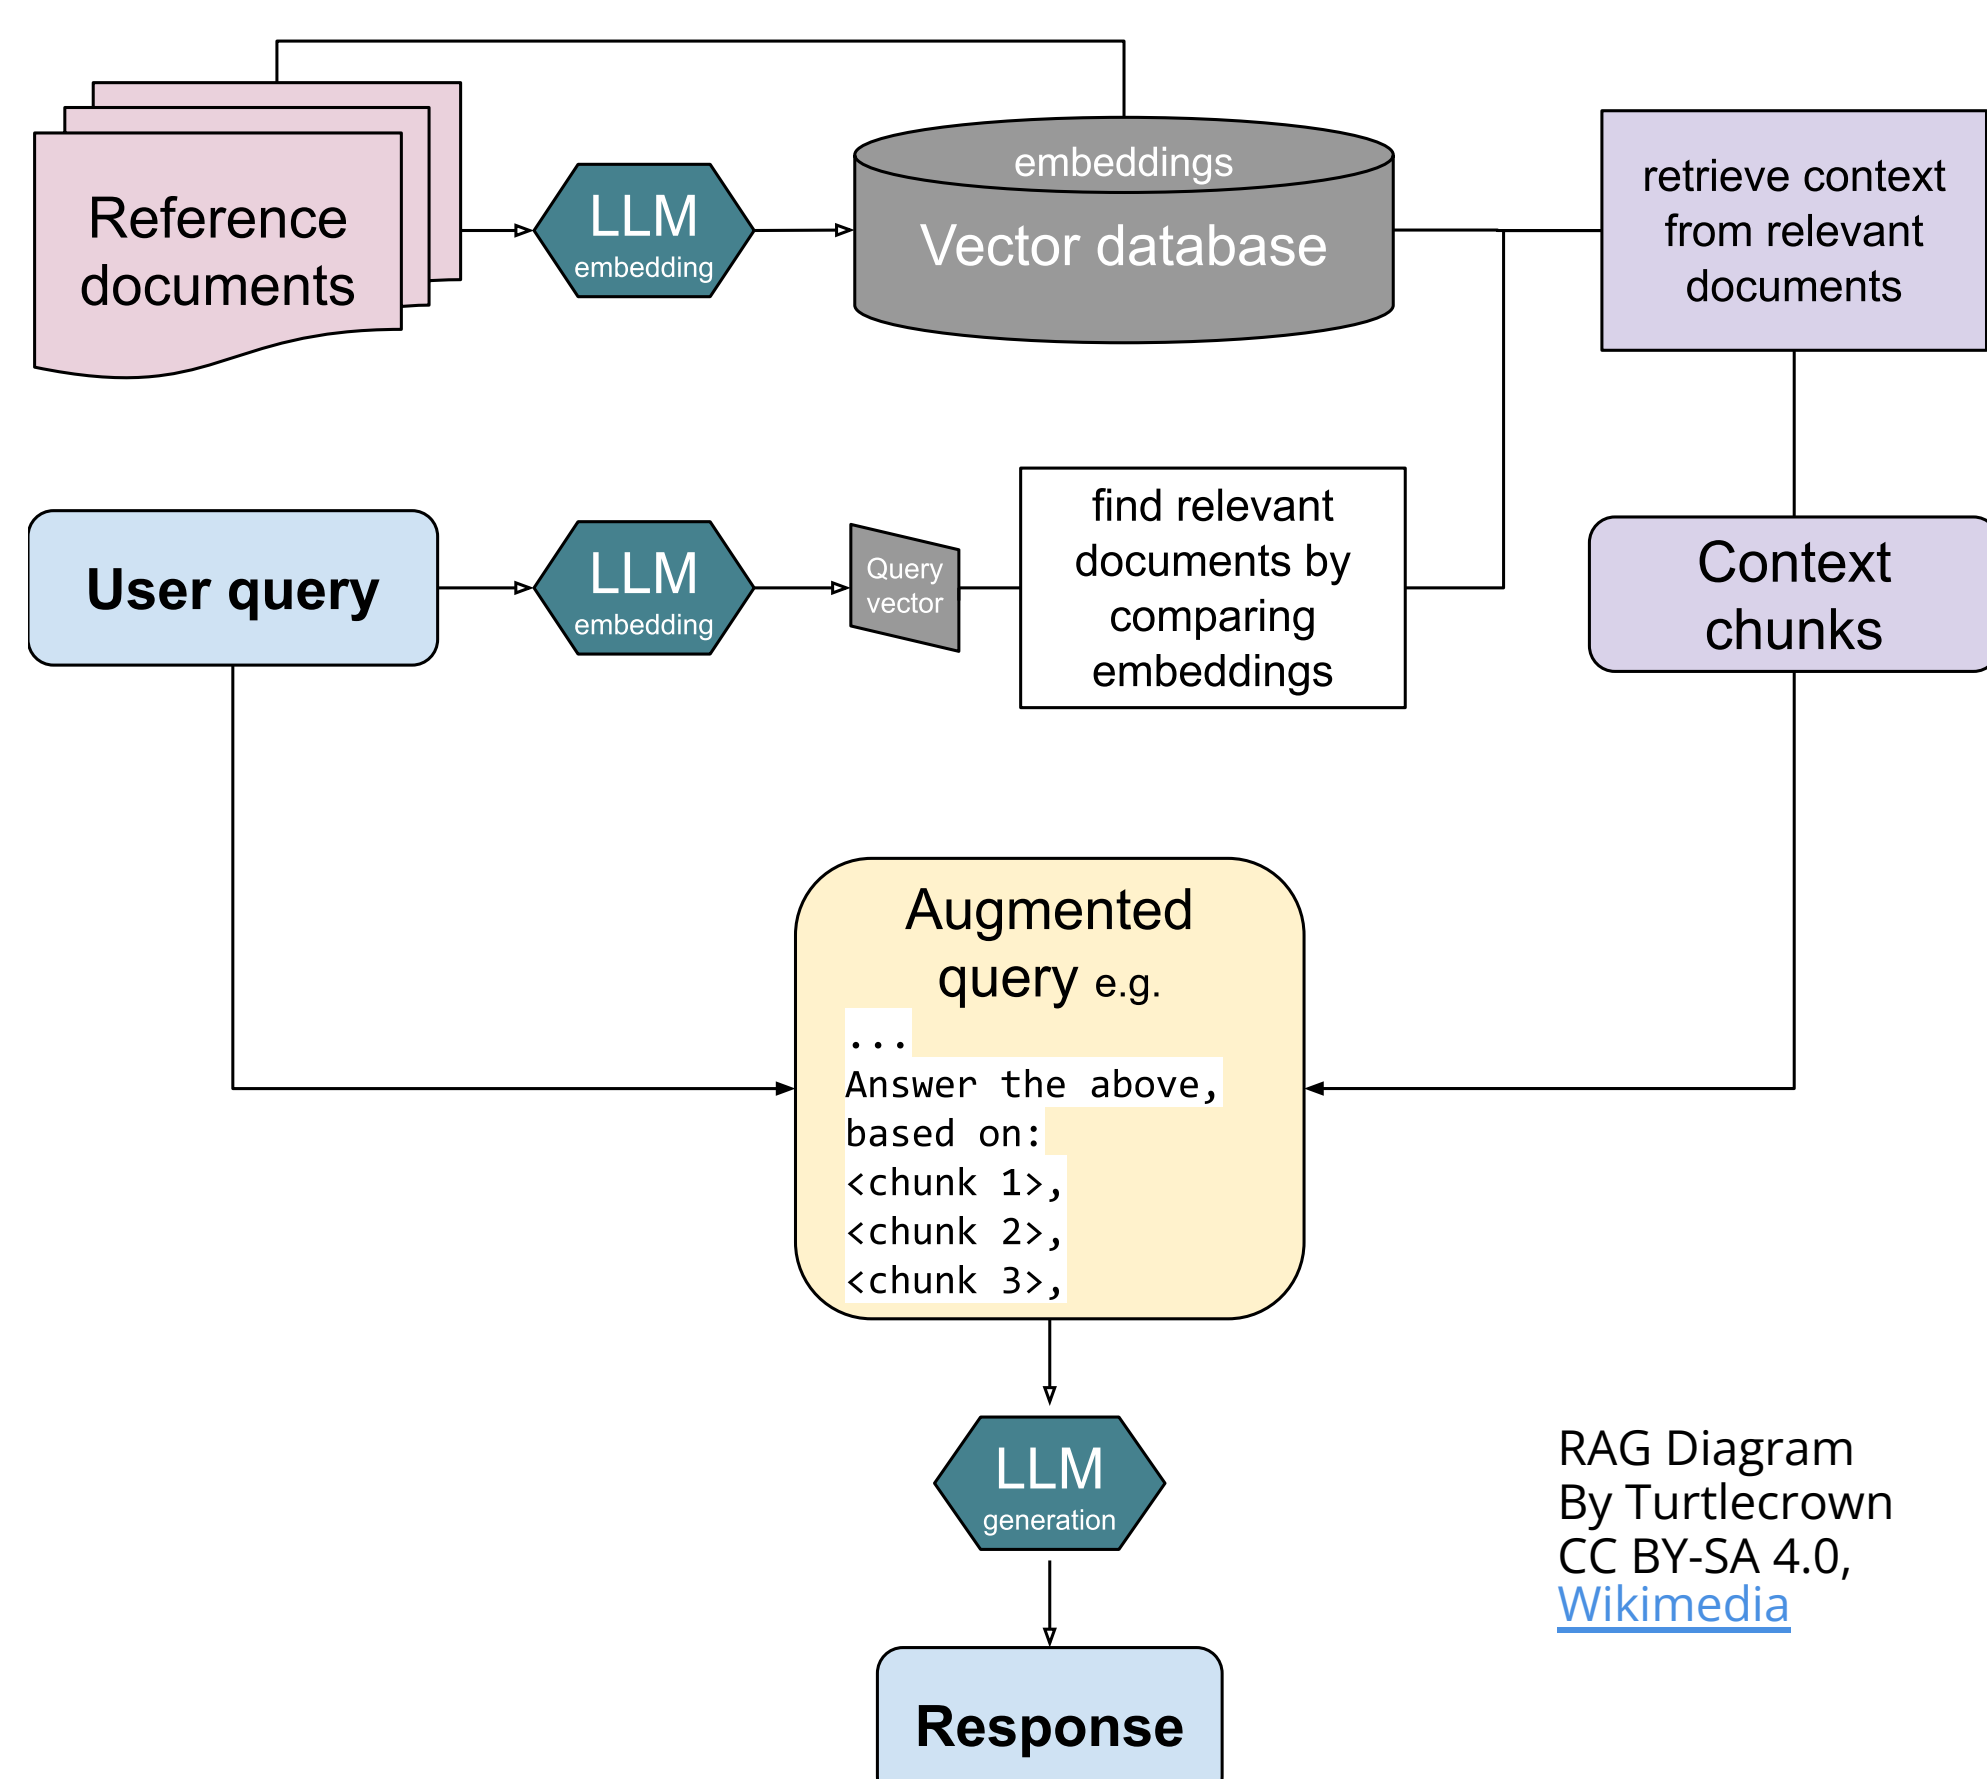 Reference
documents
LLM
embedding
embeddings
Vector database
retrieve context
from relevant
documents
User query
LLM
embedding
Query
vector
find relevant
documents by
comparing
embeddings
Context
chunks
Augmented
query e.g.
...
Answer the above,
based on:
<chunk 1>,
<chunk 2>,
<chunk 3>,
LLM
generation
Response
RAG Diagram
By Turtlecrown
CC BY-SA 4.0,
Wikimedia